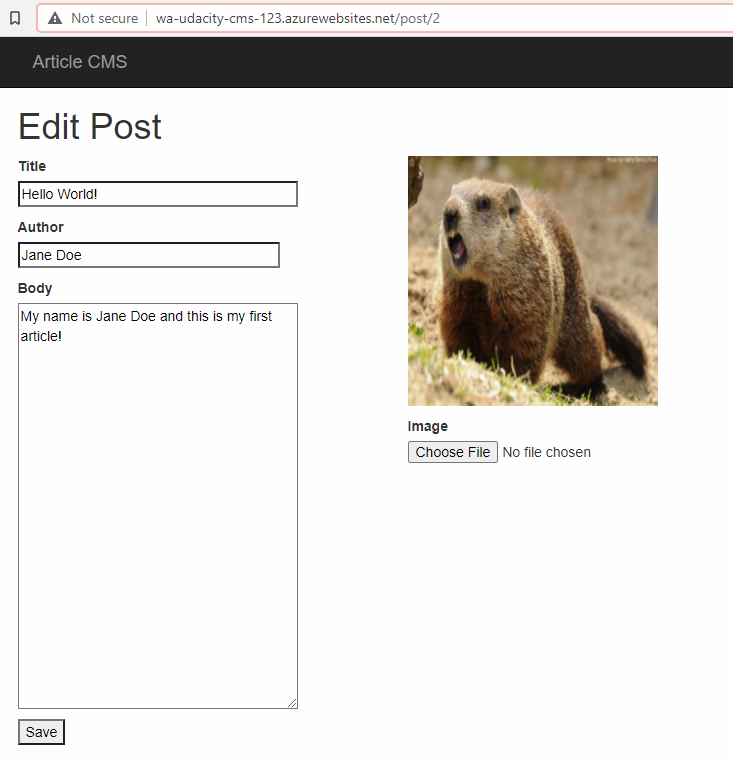 Not secure wa-udacity-cms-123.azurewebsites.net/post/2
Article CMS
Edit Post
Title
Hello World!
Author
Jane Doe
Body
My name is Jane Doe and this is my first
article!
Save
Image
Choose File No file chosen